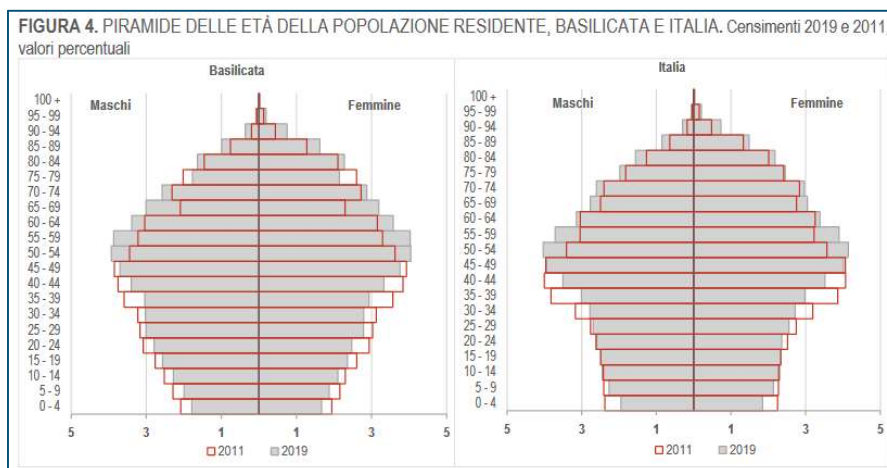 FIGURA 4. PIRAMIDE DELLE ETÀ DELLA POPOLAZIONE RESIDENTE, BASILICATA E ITALIA. Censimenti 2019 e 2011,
valori percentuali
Basilicata
Maschi
Femmine
100 +
95 - 99
90 - 94
85 - 89
80 - 84
75 - 79
70 - 74
65 - 69
60 - 64
55 - 59
50 - 54
45 - 49
40 - 44
35 - 39
30 - 34
25 - 29
20 - 24
15 - 19
10 - 14
5 - 9
0 - 4
5 3 1 1 3 5
2011 2019
Italia
Maschi
Femmine
100 +
95 - 99
90 - 94
85 - 89
80 - 84
75 - 79
70 - 74
65 - 69
60 - 64
55 - 59
50 - 54
45 - 49
40 - 44
35 - 39
30 - 34
25 - 29
20 - 24
15 - 19
10 - 14
5 - 9
0 - 4
5 3 1 1 3 5
2011 2019